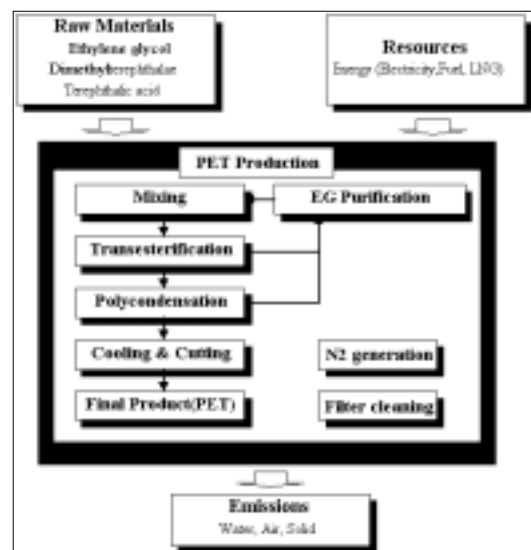 Raw Materials
Ethylene glycol
Dimethylterephthalae
Terephthalic acid
Resources
Energy (Electricity,Fuel, LNG)
PET Production
Mixing
EG Purification
Transesterification
Polycondensation
Cooling & Cutting
N2 generation
Final Product(PET)
Filter cleaning
Emissions
Water, Air, Solid